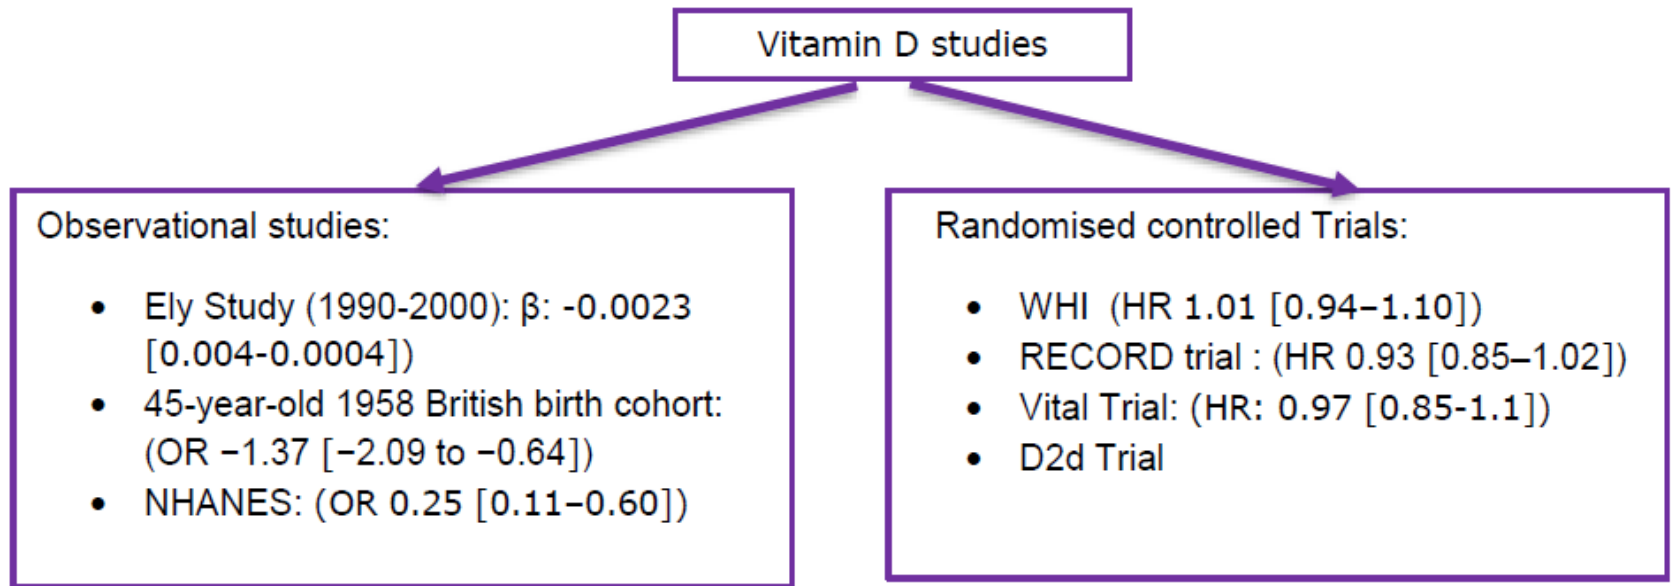 Vitamin D studies
Observational studies:
• Ely Study (1990-2000): β: -0.0023
[0.004-0.0004])
• 45-year-old 1958 British birth cohort:
(OR −1.37 [−2.09 to −0.64])
• NHANES: (OR 0.25 [0.11–0.60])
Randomised controlled Trials:
• WHI (HR 1.01 [0.94–1.10])
• RECORD trial : (HR 0.93 [0.85–1.02])
• Vital Trial: (HR: 0.97 [0.85-1.1])
• D2d Trial